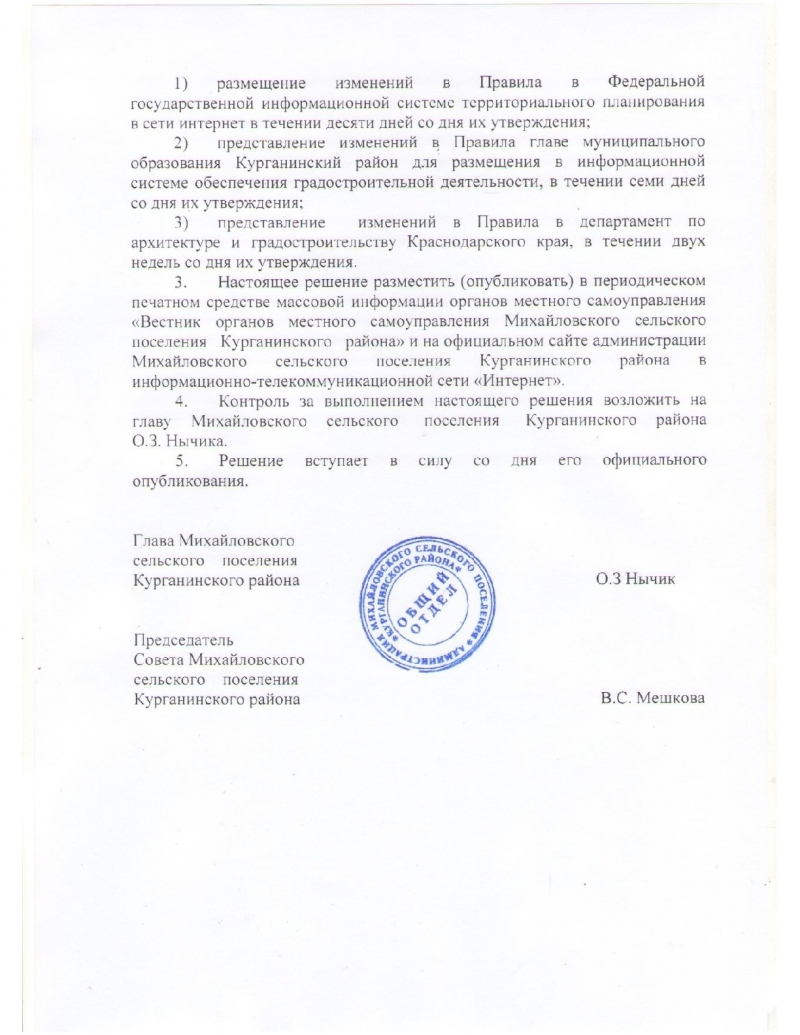 1) размещение изменений в Правила в Федеральной
государственной информационной системе территориального планирования
в сети интернет в течении десяти дней со дня их утверждения;
2) представление изменений в Правила главе муниципального
образования Курганинский район для размещения в информационной
системе обеспечения градостроительной деятельности, в течении семи дней
со дня их утверждения;
3) представление изменений в Правила в департамент по
архитектуре и градостроительству Краснодарского края, в течении двух
недель со дня их утверждения.
3. Настоящее решение разместить (опубликовать) в периодическом
печатном средстве массовой информации органов местного самоуправления
«Вестник органов местного самоуправления Михайловского сельского
поселения Курганинского района» и на официальном сайте администрации
Михайловского сельского поселения Курганинского района в
информационно-телекоммуникационной сети «Интернет».
4. Контроль за выполнением настоящего решения возложить на
главу Михайловского сельского поселения Курганинского района
О.З. Нычика.
5. Решение вступает в силу со дня его официального
опубликования.
Глава Михайловского
сельского поселения
Курганинского района О.З Нычик
АДМИНИСТРАЦИЯ МИХАЙЛОВСКОГО СЕЛЬСКОГО ПОСЕЛЕНИЯ *
*КУРГАНИНСКОГО РАЙОНА*
ОБЩИЙ
ОТДЕЛ
Председатель
Совета Михайловского
сельского поселения
Курганинского района В.С. Мешкова